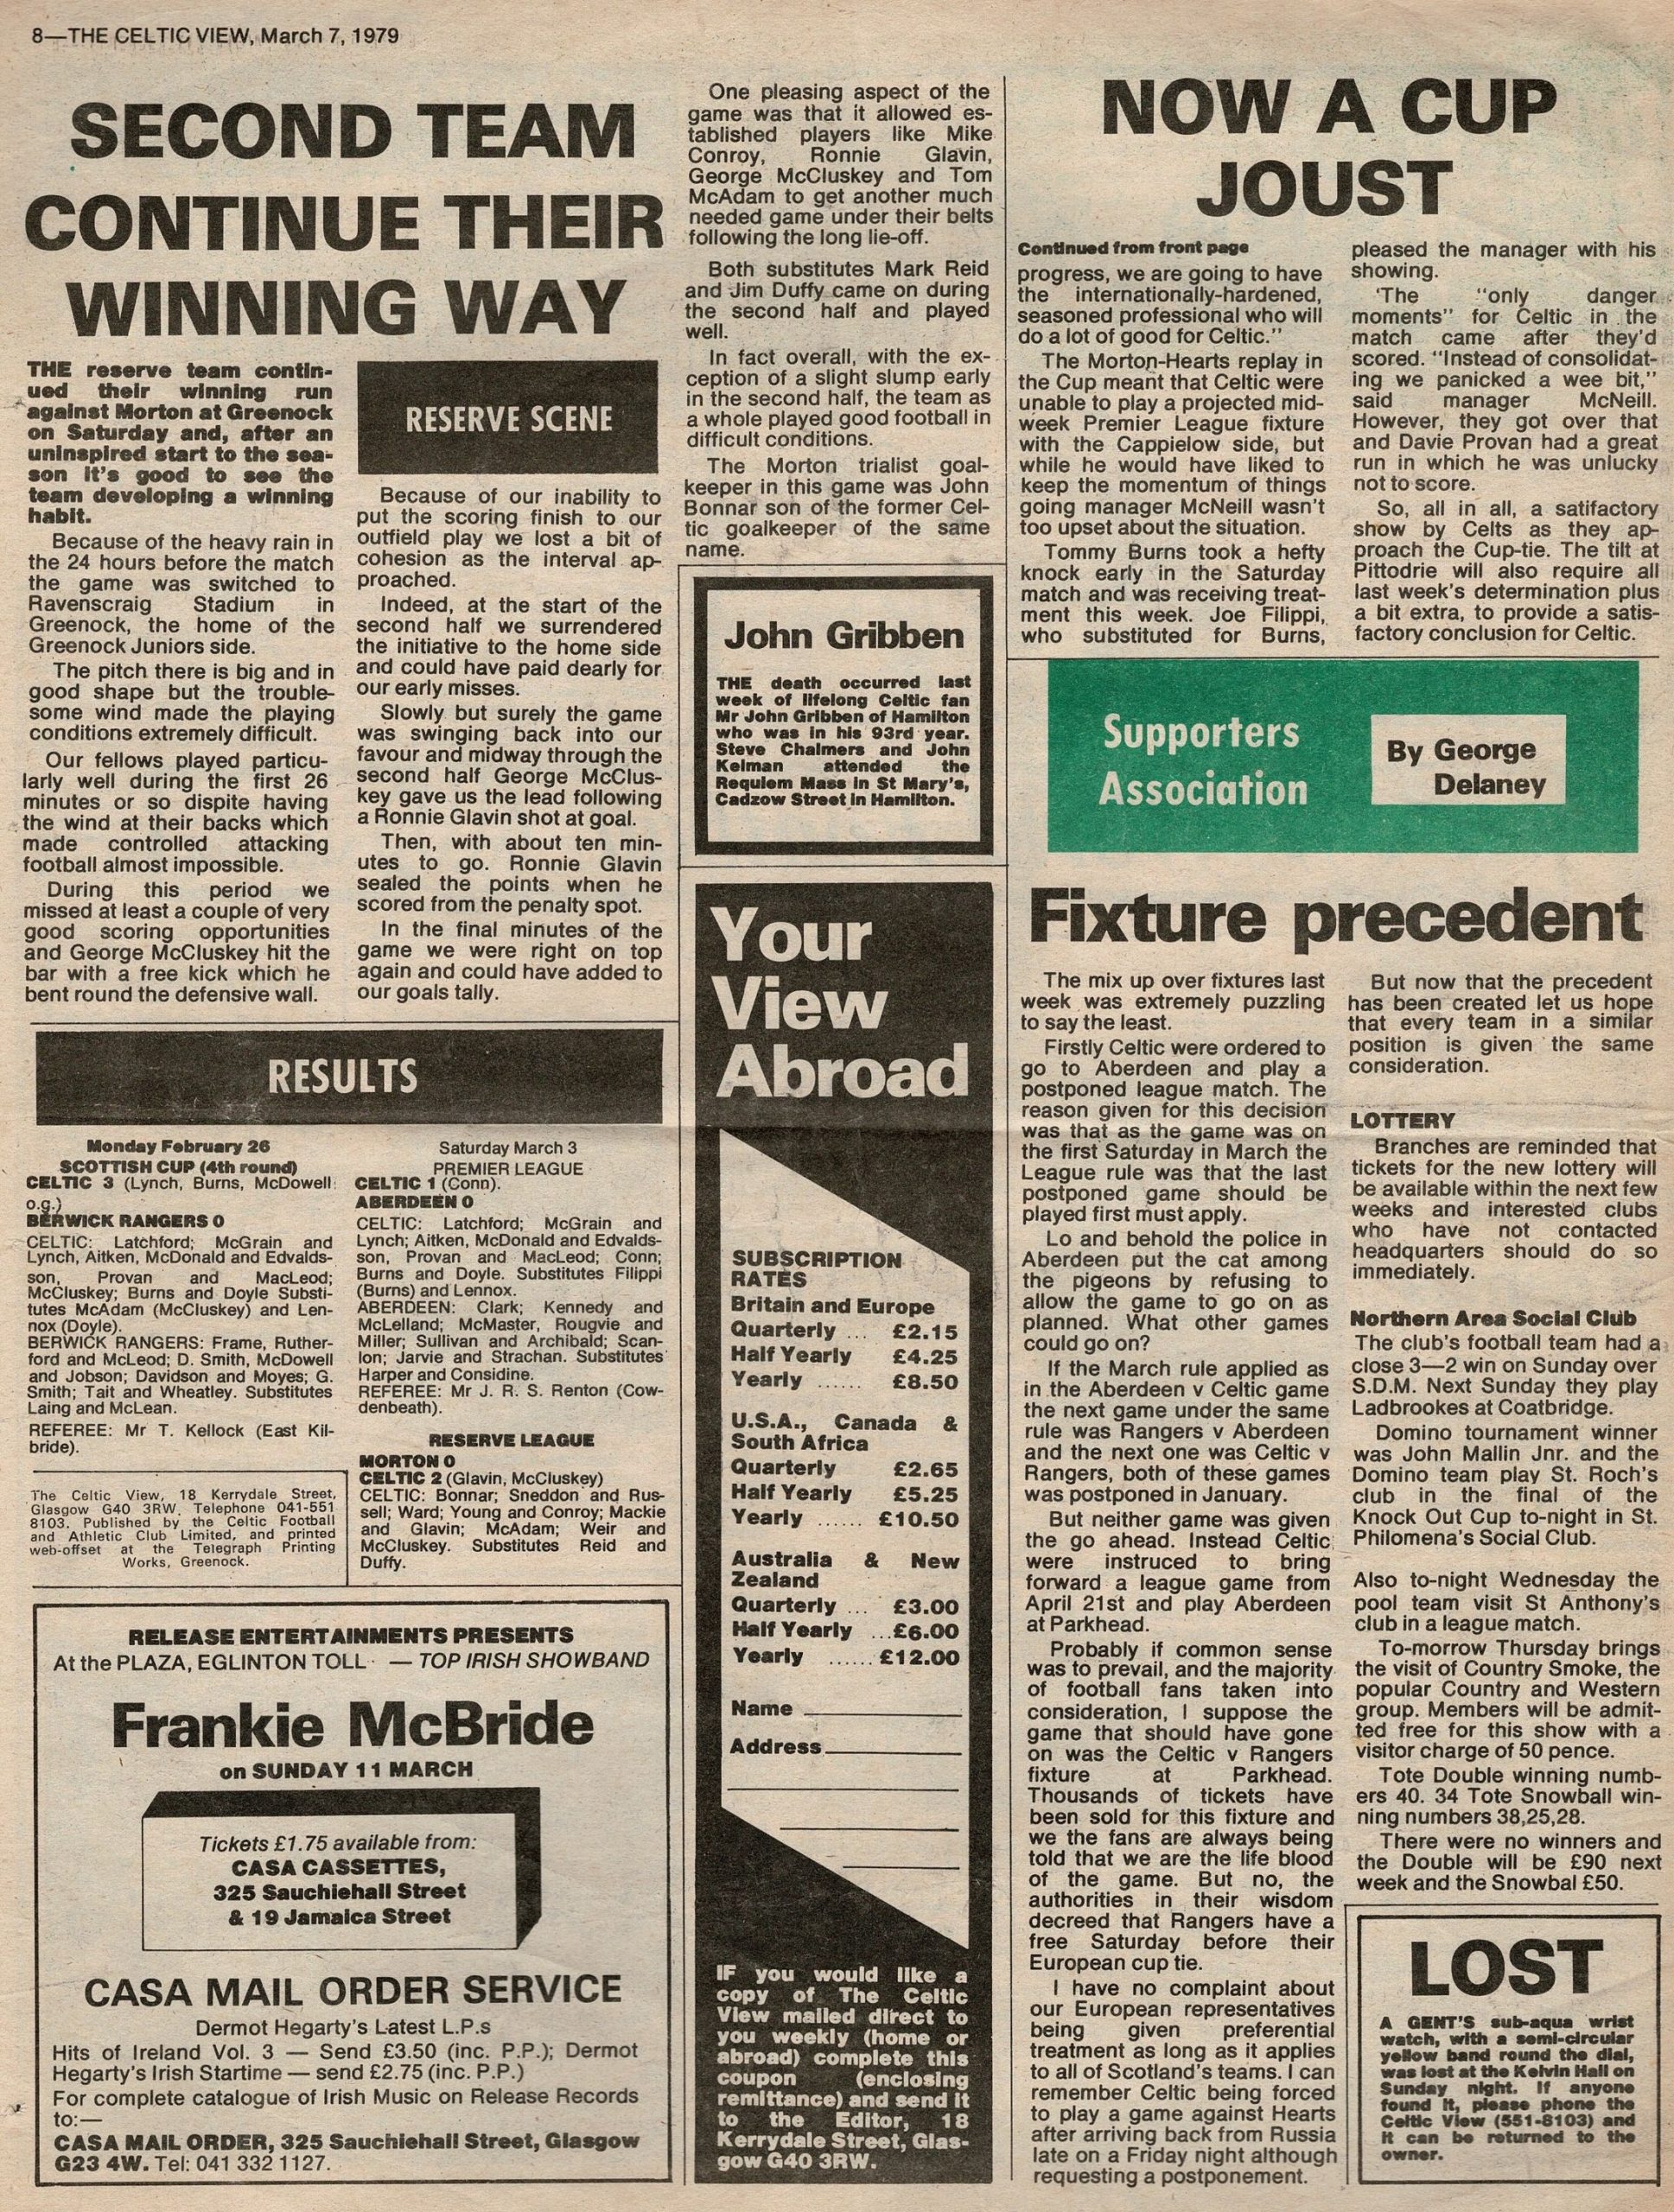 8—THE CELTIC VIEW, March 7, 1979
SECOND TEAM
CONTINUE THEIR
WINNING WAY
THE reserve team contin-
ued their winning run
against Morton at Greenock
on Saturday and, after an
uninspired start to the sea-
son it's good to see the
team developing a winning
habit.
Because of the heavy rain in
the 24 hours before the match
the game was switched to
Ravenscraig Stadium in
Greenock, the home of the
Greenock Juniors side.
The pitch there is big and in
good shape but the trouble-
some wind made the playing
conditions extremely difficult.
Our fellows played particu-
larly well during the first 26
minutes or so dispite having
the wind at their backs which
made controlled attacking
football almost impossible.
During this period we
missed at least a couple of very
good scoring opportunities
and George McCluskey hit the
bar with a free kick which he
bent round the defensive wall.
RESERVE SCENE
Because of our inability to
put the scoring finish to our
outfield play we lost a bit of
cohesion as the interval ap-
proached.
Indeed, at the start of the
second half we surrendered
the initiative to the home side
and could have paid dearly for
our early misses.
Slowly but surely the game
was swinging back into our
favour and midway through the
second half George McClus-
key gave us the lead following
a Ronnie Glavin shot at goal.
Then, with about ten min-
utes to go. Ronnie Glavin
sealed the points when he
scored from the penalty spot.
In the final minutes of the
game we were right on top
again and could have added to
our goals tally.
One pleasing aspect of the
game was that it allowed es-
tablished players like Mike
Conroy, Ronnie Glavin,
George McCluskey and Tom
McAdam to get another much
needed game under their belts
following the long lie-off.
Both substitutes Mark Reid
and Jim Duffy came on during
the second half and played
well.
In fact overall, with the ex-
ception of a slight slump early
in the second half, the team as
a whole played good football in
difficult conditions.
The Morton trialist goal-
keeper in this game was John
Bonnar son of the former Cel-
tic goalkeeper of the same
name.
RESULTS
Monday February 26
SCOTTISH CUP (4th round)
CELTIC 3 (Lynch, Burns, McDowell
o.g.)
BERWICK RANGERS 0
CELTIC: Latchford; McGrain and
Lynch, Aitken, McDonald and Edvalds-
son, Provan and MacLeod;
McCluskey; Burns and Doyle Substi-
tutes McAdam (McCluskey) and Len-
nox (Doyle).
BERWICK RANGERS: Frame, Ruther-
ford and McLeod; D. Smith, McDowell
and Jobson; Davidson and Moyes; G.
Smith; Tait and Wheatley. Substitutes
Laing and McLean.
REFEREE: Mr T. Kellock (East Kil-
bride).
The Celtic View, 18 Kerrydale Street,
Glasgow G40 3RW. Telephone 041-551
8103. Published by the Celtic Football
and Athletic Club Limited, and printed
web-offset at the Telegraph Printing
Works, Greenock.
Saturday March 3
PREMIER LEAGUE
CELTIC 1 (Conn).
ABERDEEN 0
CELTIC: Latchford; McGrain and
Lynch; Aitken, McDonald and Edvalds-
son, Provan and MacLeod; Conn;
Burns and Doyle. Substitutes Filippi
(Burns) and Lennox.
ABERDEEN: Clark; Kennedy and
McLelland; McMaster, Rougvie and
Miller; Sullivan and Archibald; Scan-
lon; Jarvie and Strachan. Substitutes
Harper and Considine.
REFEREE: Mr J. R. S. Renton (Cow-
denbeath).
RESERVE LEAGUE
MORTON 0
CELTIC 2 (Glavin, McCluskey)
CELTIC: Bonnar; Sneddon and Rus-
sell; Ward; Young and Conroy; Mackie
and Glavin; McAdam; Weir and
McCluskey. Substitutes Reid and
Duffy.
RELEASE ENTERTAINMENTS PRESENTS
At the PLAZA, EGLINTON TOLL — TOP IRISH SHOWBAND
Frankie McBride
on SUNDAY 11 MARCH
Tickets £1.75 available from:
CASA CASSETTES,
325 Sauchiehall Street
& 19 Jamaica Street
CASA MAIL ORDER SERVICE
Dermot Hegarty's Latest L.P.s
Hits of Ireland Vol. 3 — Send £3.50 (inc. P.P.); Dermot
Hegarty's Irish Startime — send £2.75 (inc. P.P.)
For complete catalogue of Irish Music on Release Records
to:—
CASA MAIL ORDER, 325 Sauchiehall Street, Glasgow
G23 4W. Tel: 041 332 1127.
John Gribben
THE death occurred last
week of lifelong Celtic fan
Mr John Gribben of Hamilton
who was in his 93rd year.
Steve Chalmers and John
Kelman attended the
Requiem Mass in St Mary's,
Cadzow Street in Hamilton.
Your
View
Abroad
SUBSCRIPTION
RATES
Britain and Europe
Quarterly ... £2.15
Half Yearly £4.25
Yearly ...... £8.50
U.S.A., Canada &
South Africa
Quarterly £2.65
Half Yearly £5.25
Yearly ...... £10.50
Australia & New
Zealand
Quarterly ... £3.00
Half Yearly ...£6.00
Yearly ......£12.00
Name
Address
IF you would like a
copy of The Celtic
View mailed direct to
you weekly (home or
abroad) complete this
coupon (enclosing
remittance) and send it
to the Editor, 18
Kerrydale Street, Glas-
gow G40 3RW.
NOW A CUP
JOUST
Continued from front page
progress, we are going to have
the internationally-hardened,
seasoned professional who will
do a lot of good for Celtic."
The Morton-Hearts replay in
the Cup meant that Celtic were
unable to play a projected mid-
week Premier League fixture
with the Cappielow side, but
while he would have liked to
keep the momentum of things
going manager McNeill wasn't
too upset about the situation.
Tommy Burns took a hefty
knock early in the Saturday
match and was receiving treat-
ment this week. Joe Filippi,
who substituted for Burns,
pleased the manager with his
showing.
'The "only danger
moments" for Celtic in the
match came after they'd
scored. "Instead of consolidat-
ing we panicked a wee bit,"
said manager McNeill.
However, they got over that
and Davie Provan had a great
run in which he was unlucky
not to score.
So, all in all, a satifactory
show by Celts as they ap-
proach the Cup-tie. The tilt at
Pittodrie will also require all
last week's determination plus
a bit extra, to provide a satis-
factory conclusion for Celtic.
Supporters
Association
By George
Delaney
Fixture precedent
The mix up over fixtures last
week was extremely puzzling
to say the least.
Firstly Celtic were ordered to
go to Aberdeen and play a
postponed league match. The
reason given for this decision
was that as the game was on
the first Saturday in March the
League rule was that the last
postponed game should be
played first must apply.
Lo and behold the police in
Aberdeen put the cat among
the pigeons by refusing to
allow the game to go on as
planned. What other games
could go on?
If the March rule applied as
in the Aberdeen v Celtic game
the next game under the same
rule was Rangers v Aberdeen
and the next one was Celtic v
Rangers, both of these games
was postponed in January.
But neither game was given
the go ahead. Instead Celtic
were instruced to bring
forward a league game from
April 21st and play Aberdeen
at Parkhead.
Probably if common sense
was to prevail, and the majority
of football fans taken into
consideration, I suppose the
game that should have gone
on was the Celtic v Rangers
fixture at Parkhead.
Thousands of tickets have
been sold for this fixture and
we the fans are always being
told that we are the life blood
of the game. But no, the
authorities in their wisdom
decreed that Rangers have a
free Saturday before their
European cup tie.
I have no complaint about
our European representatives
being given preferential
treatment as long as it applies
to all of Scotland's teams. I can
remember Celtic being forced
to play a game against Hearts
after arriving back from Russia
late on a Friday night although
requesting a postponement.
But now that the precedent
has been created let us hope
that every team in a similar
position is given the same
consideration.
LOTTERY
Branches are reminded that
tickets for the new lottery will
be available within the next few
weeks and interested clubs
who have not contacted
headquarters should do so
immediately.
Northern Area Social Club
The club's football team had a
close 3—2 win on Sunday over
S.D.M. Next Sunday they play
Ladbrookes at Coatbridge.
Domino tournament winner
was John Mallin Jnr. and the
Domino team play St. Roch's
club in the final of the
Knock Out Cup to-night in St.
Philomena's Social Club.
Also to-night Wednesday the
pool team visit St Anthony's
club in a league match.
To-morrow Thursday brings
the visit of Country Smoke, the
popular Country and Western
group. Members will be admit-
ted free for this show with a
visitor charge of 50 pence.
Tote Double winning numb-
ers 40. 34 Tote Snowball win-
ning numbers 38,25,28.
There were no winners and
the Double will be £90 next
week and the Snowbal £50.
LOST
A GENT'S sub-aqua wrist
watch, with a semi-circular
yellow band round the dial,
was lost at the Kelvin Hall on
Sunday night. If anyone
found it, please phone the
Celtic View (551-8103) and
it can be returned to the
owner.